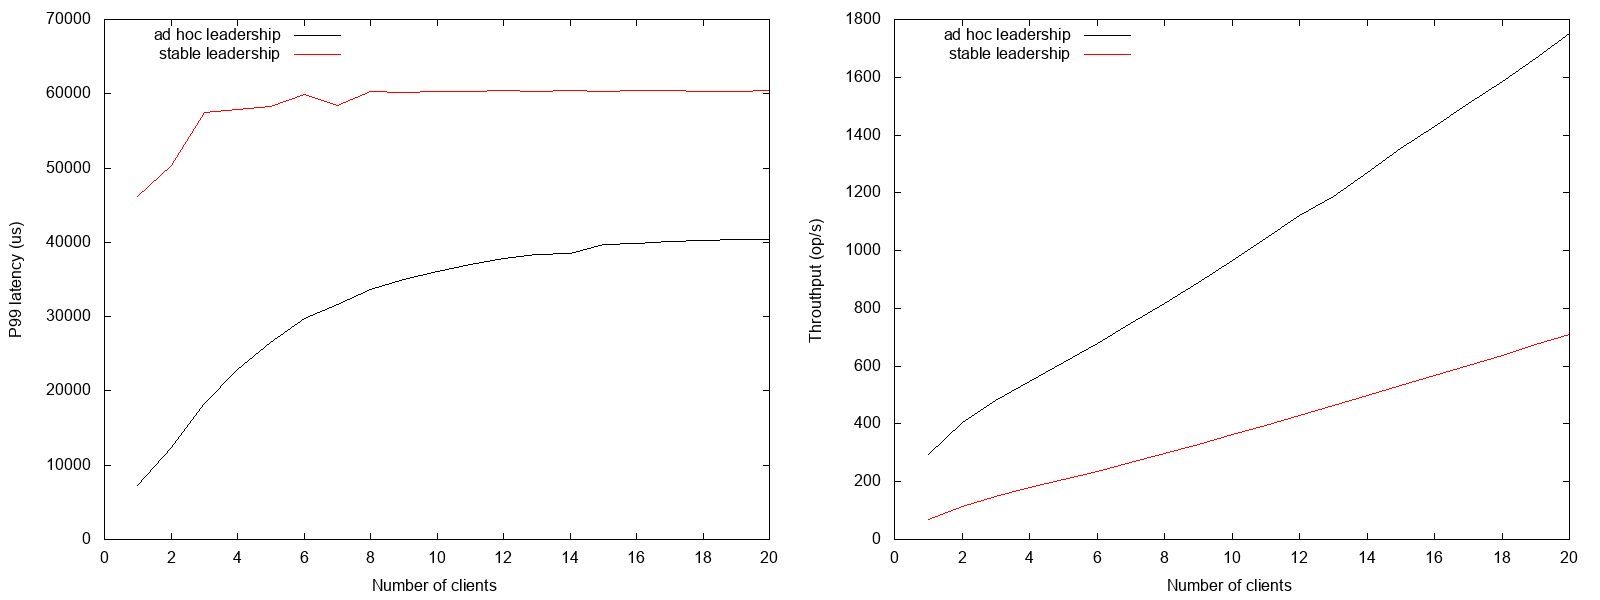 70000
60000
50000
40000
30000
20000
10000
0
0 2 4 6 8 10 12 14 16 18 20
P99 latency (us)
Number of clients
ad hoc leadership
stable leadership
1800
1600
1400
1200
1000
800
600
400
200
0
0 2 4 6 8 10 12 14 16 18 20
Throuthput (op/s)
Number of clients
ad hoc leadership
stable leadership